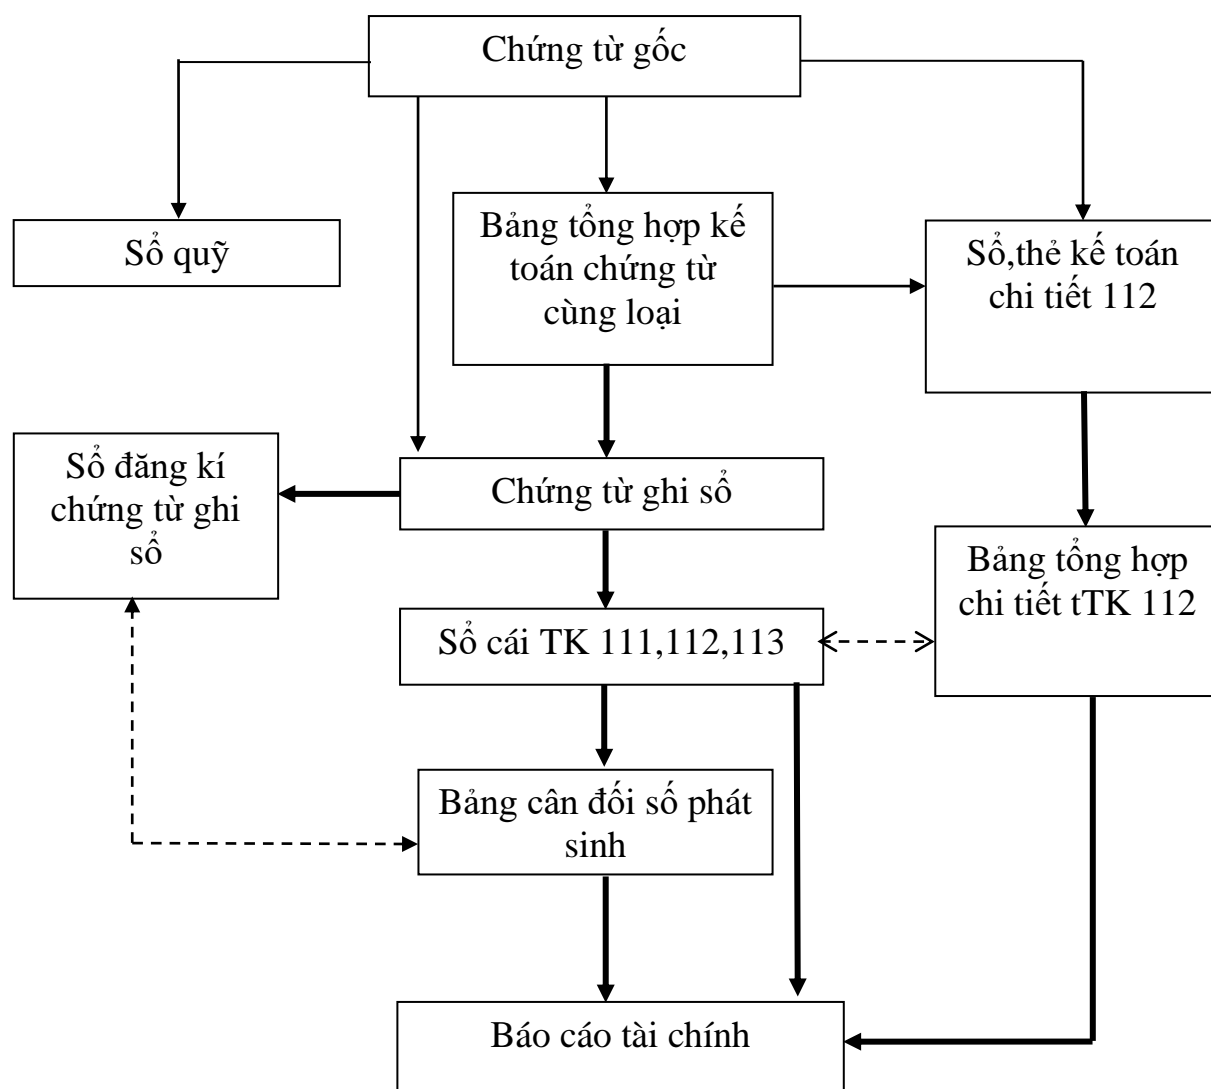 Chứng từ gốc
Sổ quỹ
Bảng tổng hợp kế
toán chứng từ
cùng loại
Sổ,thẻ kế toán
chi tiết 112
Sổ đăng kí
chứng từ ghi
sổ
Chứng từ ghi sổ
Bảng tổng hợp
chi tiết tTK 112
Sổ cái TK 111,112,113
Bảng cân đối số phát
sinh
Báo cáo tài chính